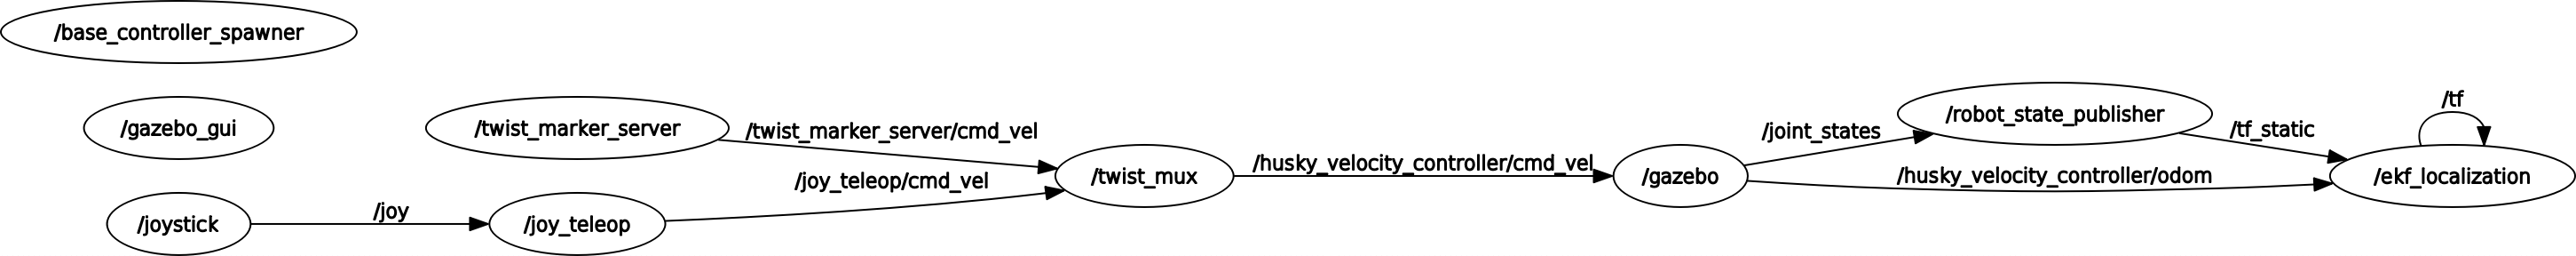 /base_controller_spawner
/gazebo_gui
/twist_marker_server
/twist_marker_server/cmd_vel
/joystick
/joy
/joy_teleop
/joy_teleop/cmd_vel
/twist_mux
/husky_velocity_controller/cmd_vel
/gazebo
/joint_states
/robot_state_publisher
/tf_static
/husky_velocity_controller/odom
/tf
/ekf_localization